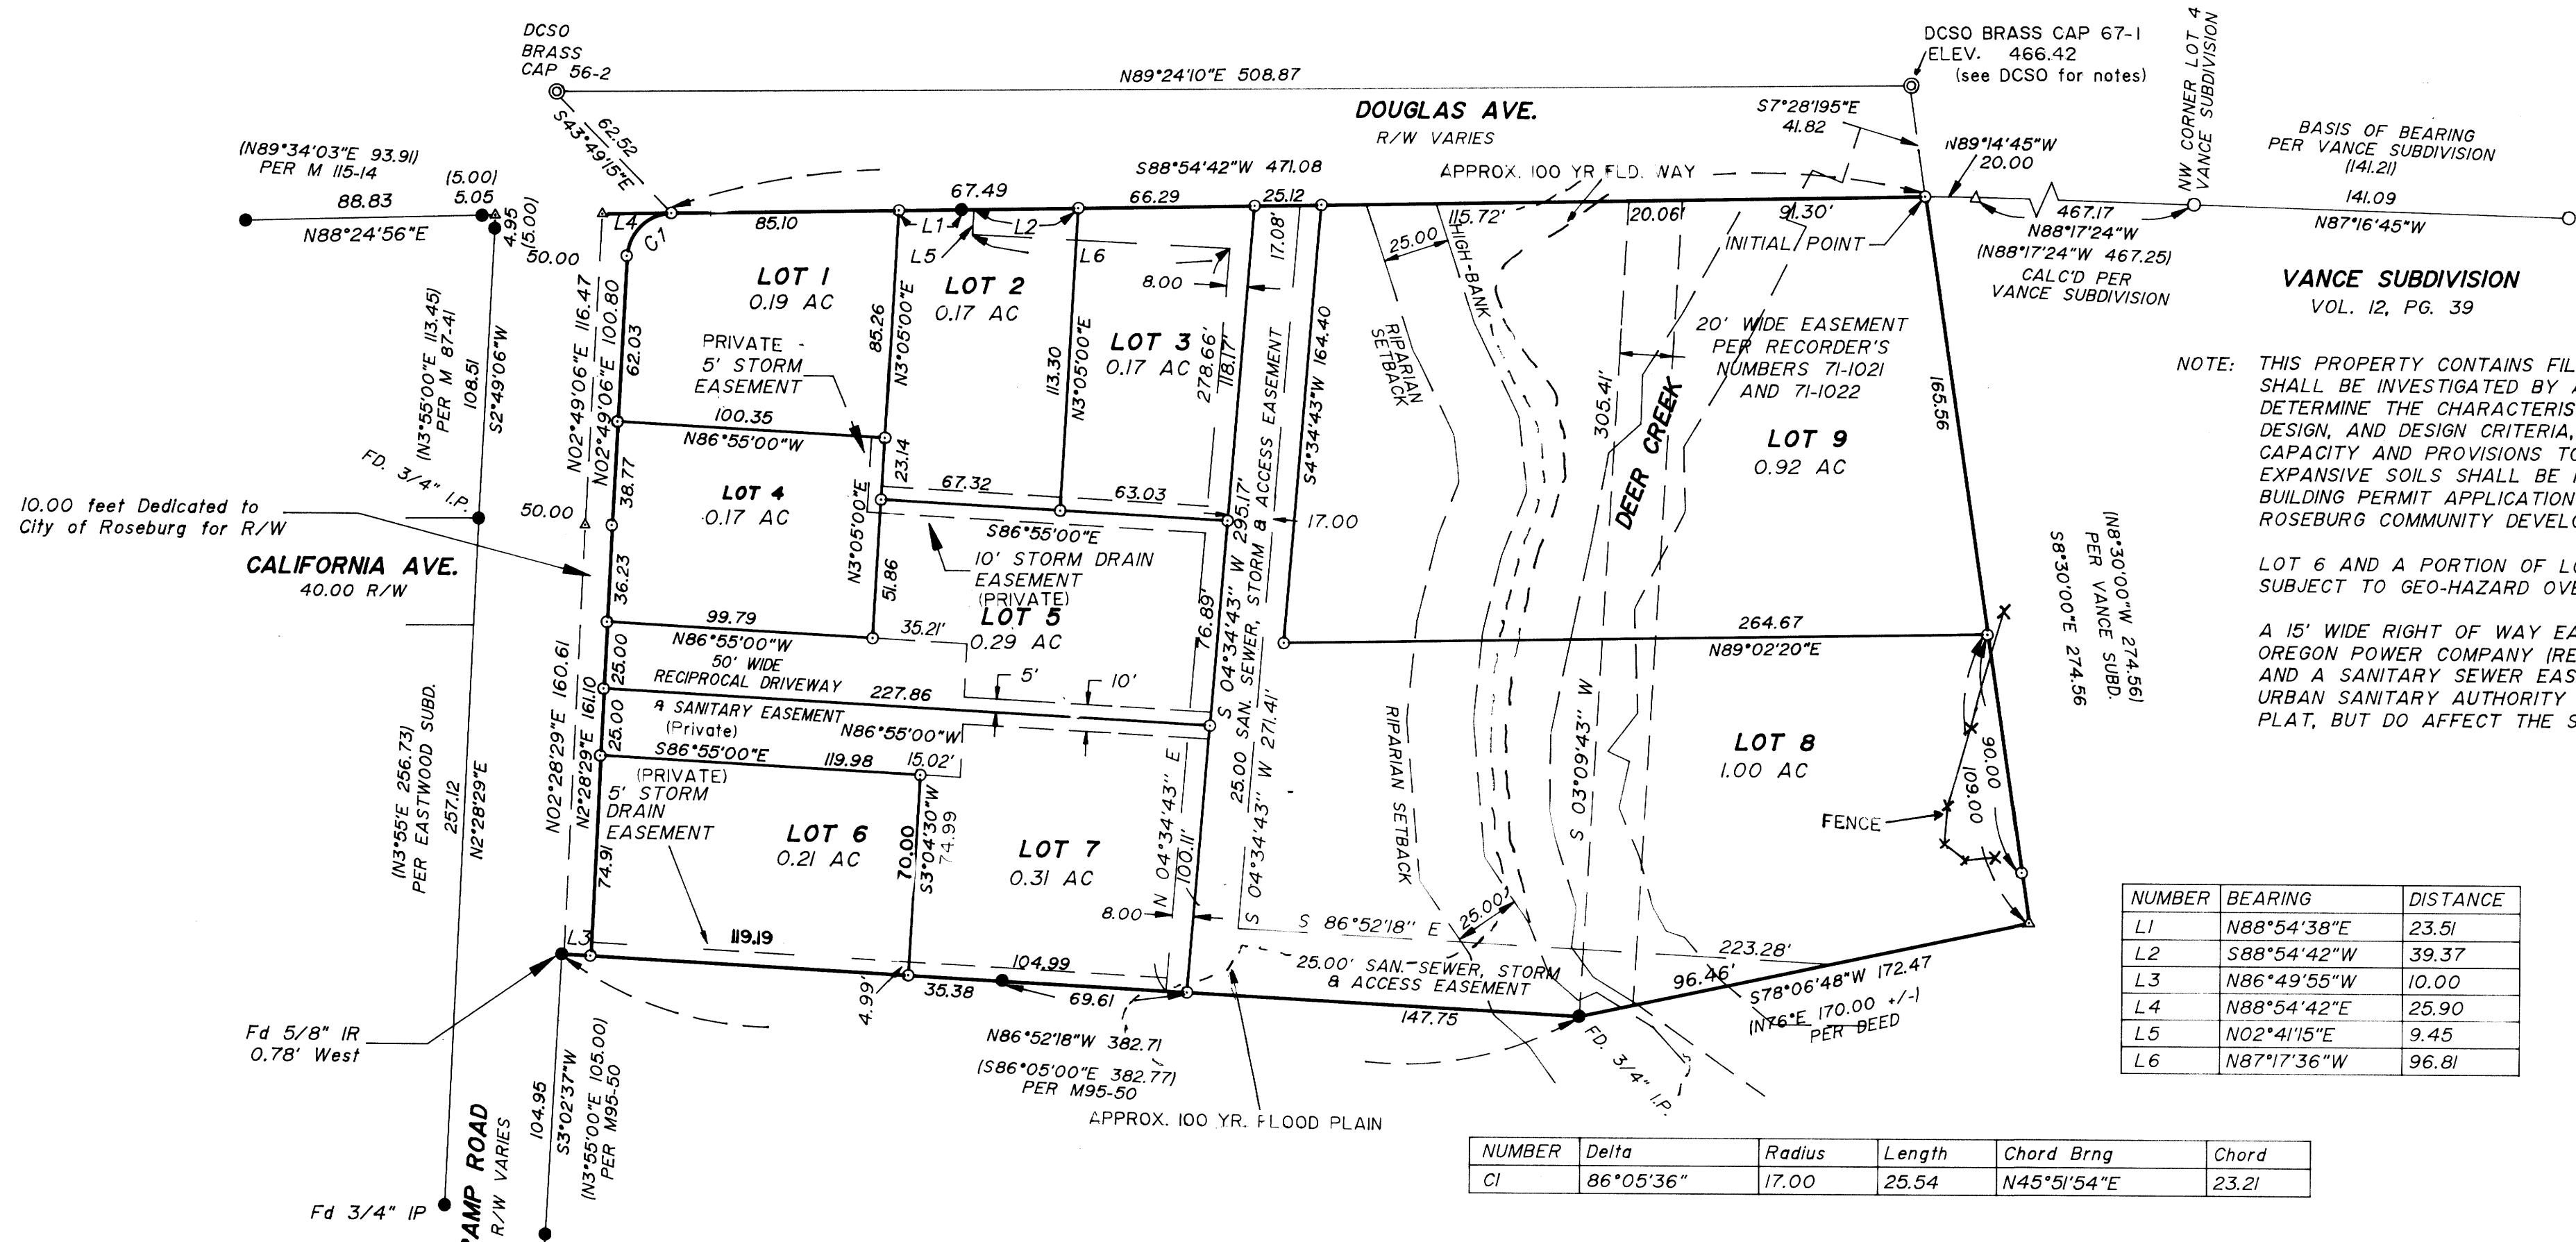 DCSO
BRASS
CAP 56-2
N89°24'10"E 508.87
DCSO BRASS CAP 67-1
ELEV. 466.42
(see DCSO for notes)
NW CORNER LOT 4
VANCE SUBDIVISION
S43°49'15"E
62.52
DOUGLAS AVE.
R/W VARIES
S7°28'195"E
41.82
N89°14'45"W
20.00
BASIS OF BEARING
PER VANCE SUBDIVISION
(141.21)
141.09
N87°16'45"W
(N89°34'03"E 93.91)
PER M 115-14
88.83
N88°24'56"E
(5.00)
5.05
4.95
(5.00)
50.00
L4
C1
85.10
67.49
L1
L2
66.29
S88°54'42"W 471.08
25.12
APPROX. 100 YR FLD. WAY
115.72'
20.06'
91.30'
INITIAL POINT
467.17
N88°17'24"W
(N88°17'24"W 467.25)
CALC'D PER
VANCE SUBDIVISION
VANCE SUBDIVISION
VOL. 12, PG. 39
L5
L6
8.00
17.08'
25.00
HIGH-BANK
LOT 1
0.19 AC
LOT 2
0.17 AC
LOT 3
0.17 AC
N02°49'06"E 116.47
N02°49'06"E 100.80
62.03
85.26
N3°05'00"E
113.30
N3°05'00"E
278.66'
118.17'
S4°34'43"W 164.40
RIPARIAN
SETBACK
20' WIDE EASEMENT
PER RECORDER'S
NUMBERS 71-1021
AND 71-1022
305.41'
DEER CREEK
LOT 9
0.92 AC
165.56
PRIVATE -
5' STORM
EASEMENT
(N3°55'00"E 113.45)
PER M 87-41
108.51
S2°49'06"W
FD. 3/4" I.P.
100.35
N86°55'00"W
23.14
67.32
63.03
S86°55'00"E
38.77
50.00
LOT 4
0.17 AC
N3°05'00"E
51.86
10' STORM DRAIN
EASEMENT
(PRIVATE)
17.00
10.00 feet Dedicated to
City of Roseburg for R/W
CALIFORNIA AVE.
40.00 R/W
36.23
99.79
N86°55'00"W
35.21'
LOT 5
0.29 AC
76.89'
S 04°34'43" W 295.17'
25.00 SAN. SEWER, STORM & ACCESS EASEMENT
S 04°34'43" W 271.41'
264.67
N89°02'20"E
50' WIDE
RECIPROCAL DRIVEWAY
& SANITARY EASEMENT
(Private)
25.00
25.00
227.86
N86°55'00"W
5'
10'
S86°55'00"E
119.98
15.02'
N02°28'29"E 160.61
N2°28'29"E 161.10
(N3°55'E 256.73)
PER EASTWOOD SUBD.
257.12
N2°28'29"E
(PRIVATE)
5' STORM
DRAIN
EASEMENT
74.91
LOT 6
0.21 AC
70.00
S3°04'30"W
74.99
LOT 7
0.31 AC
8.00
N 04°34'43" E
100.11'
RIPARIAN SETBACK
S 03°09'43" W
LOT 8
1.00 AC
FENCE
90.00
109.00
(N8°30'00"W 274.56)
PER VANCE SUBD.
S8°30'00"E 274.56
NOTE: THIS PROPERTY CONTAINS FIL
SHALL BE INVESTIGATED BY A
DETERMINE THE CHARACTERIS
DESIGN, AND DESIGN CRITERIA,
CAPACITY AND PROVISIONS TO
EXPANSIVE SOILS SHALL BE I
BUILDING PERMIT APPLICATION
ROSEBURG COMMUNITY DEVELO
LOT 6 AND A PORTION OF LO
SUBJECT TO GEO-HAZARD OVE
A 15' WIDE RIGHT OF WAY EA
OREGON POWER COMPANY (RE
AND A SANITARY SEWER EAS
URBAN SANITARY AUTHORITY
PLAT, BUT DO AFFECT THE S
L3
119.19
4.99'
35.38
104.99
69.61
S 86°52'18" E
25.00'
223.28'
25.00' SAN. SEWER, STORM
& ACCESS EASEMENT
96.46'
S78°06'48"W 172.47
(N76°E 170.00 +/-)
PER DEED
147.75
N86°52'18"W 382.71
(S86°05'00"E 382.77)
PER M95-50
APPROX. 100 YR. FLOOD PLAIN
FD. 3/4" I.P.
Fd 5/8" IR
0.78' West
104.95
S3°02'37"W
(N3°55'00"E 105.00)
PER M95-50
RAMP ROAD
R/W VARIES
Fd 3/4" IP
NUMBER BEARING DISTANCE
L1 N88°54'38"E 23.51
L2 S88°54'42"W 39.37
L3 N86°49'55"W 10.00
L4 N88°54'42"E 25.90
L5 N02°41'15"E 9.45
L6 N87°17'36"W 96.81
NUMBER Delta Radius Length Chord Brng Chord
C1 86°05'36" 17.00 25.54 N45°51'54"E 23.21